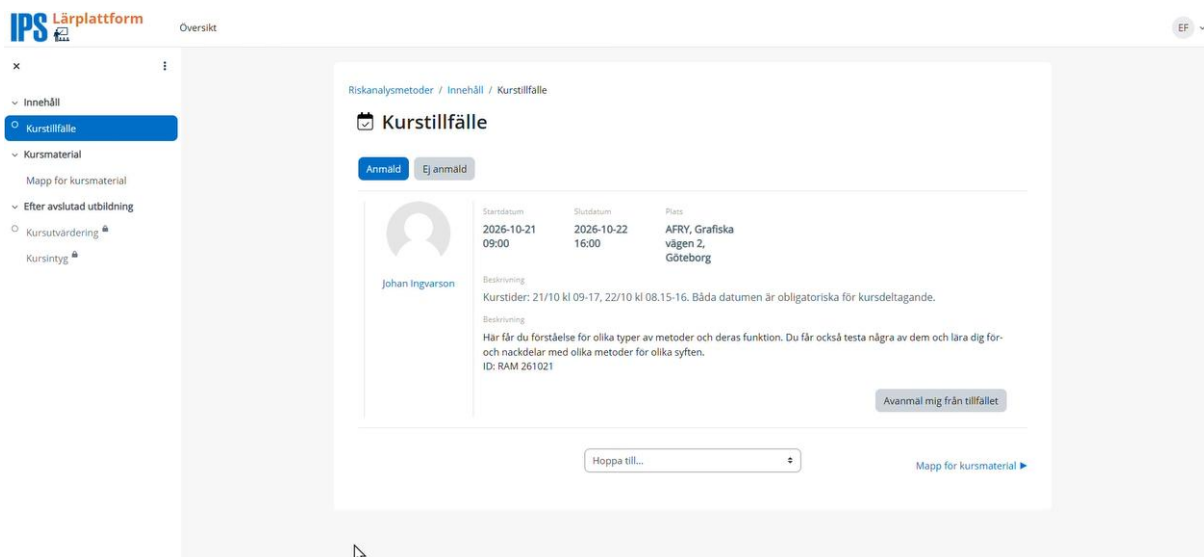 IPS Lärplattform
Översikt
EF
Innehåll
Kurstillfälle
Kursmaterial
Mapp för kursmaterial
Efter avslutad utbildning
Kursutvärdering
Kursintyg
Riskanalysmetoder / Innehåll / Kurstillfälle
Kurstillfälle
Anmäld
Ej anmäld
Startdatum
2026-10-21
09:00
Slutdatum
2026-10-22
16:00
Plats
AFRY, Grafiska
vägen 2,
Göteborg
Johan Ingvarson
Beskrivning
Kurstider: 21/10 kl 09-17, 22/10 kl 08.15-16. Båda datumen är obligatoriska för kursdeltagande.
Beskrivning
Här får du förståelse för olika typer av metoder och deras funktion. Du får också testa några av dem och lära dig för-
och nackdelar med olika metoder för olika syften.
ID: RAM 261021
Avanmäl mig från tillfället
Hoppa till...
Mapp för kursmaterial ►